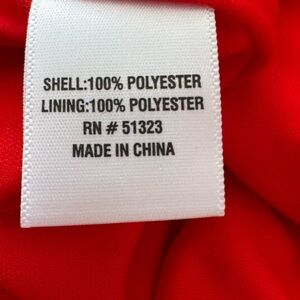 SHELL:100% POLYESTER
LINING:100% POLYESTER
RN # 51323
MADE IN CHINA